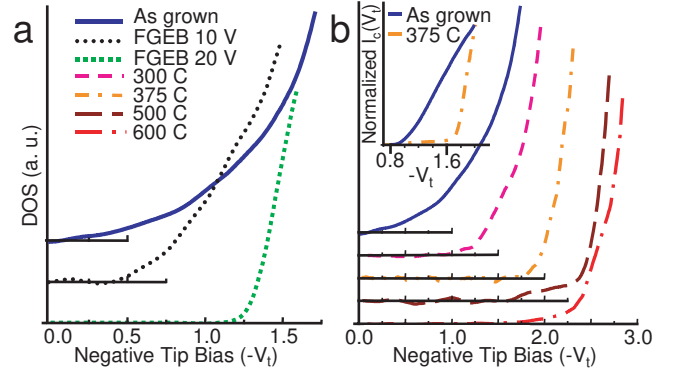 a
As grown
FGEB 10 V
FGEB 20 V
300 C
375 C
500 C
600 C
DOS (a. u.)
0.0 0.5 1.0 1.5
Negative Tip Bias (-Vt)
b
As grown
375 C
Normalized Ic(Vt)
0.8 1.6
-Vt
0.0 1.0 2.0 3.0
Negative Tip Bias (-Vt)